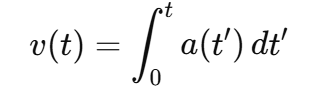 v(t) = ∫₀ᵗ a(t′) dt′